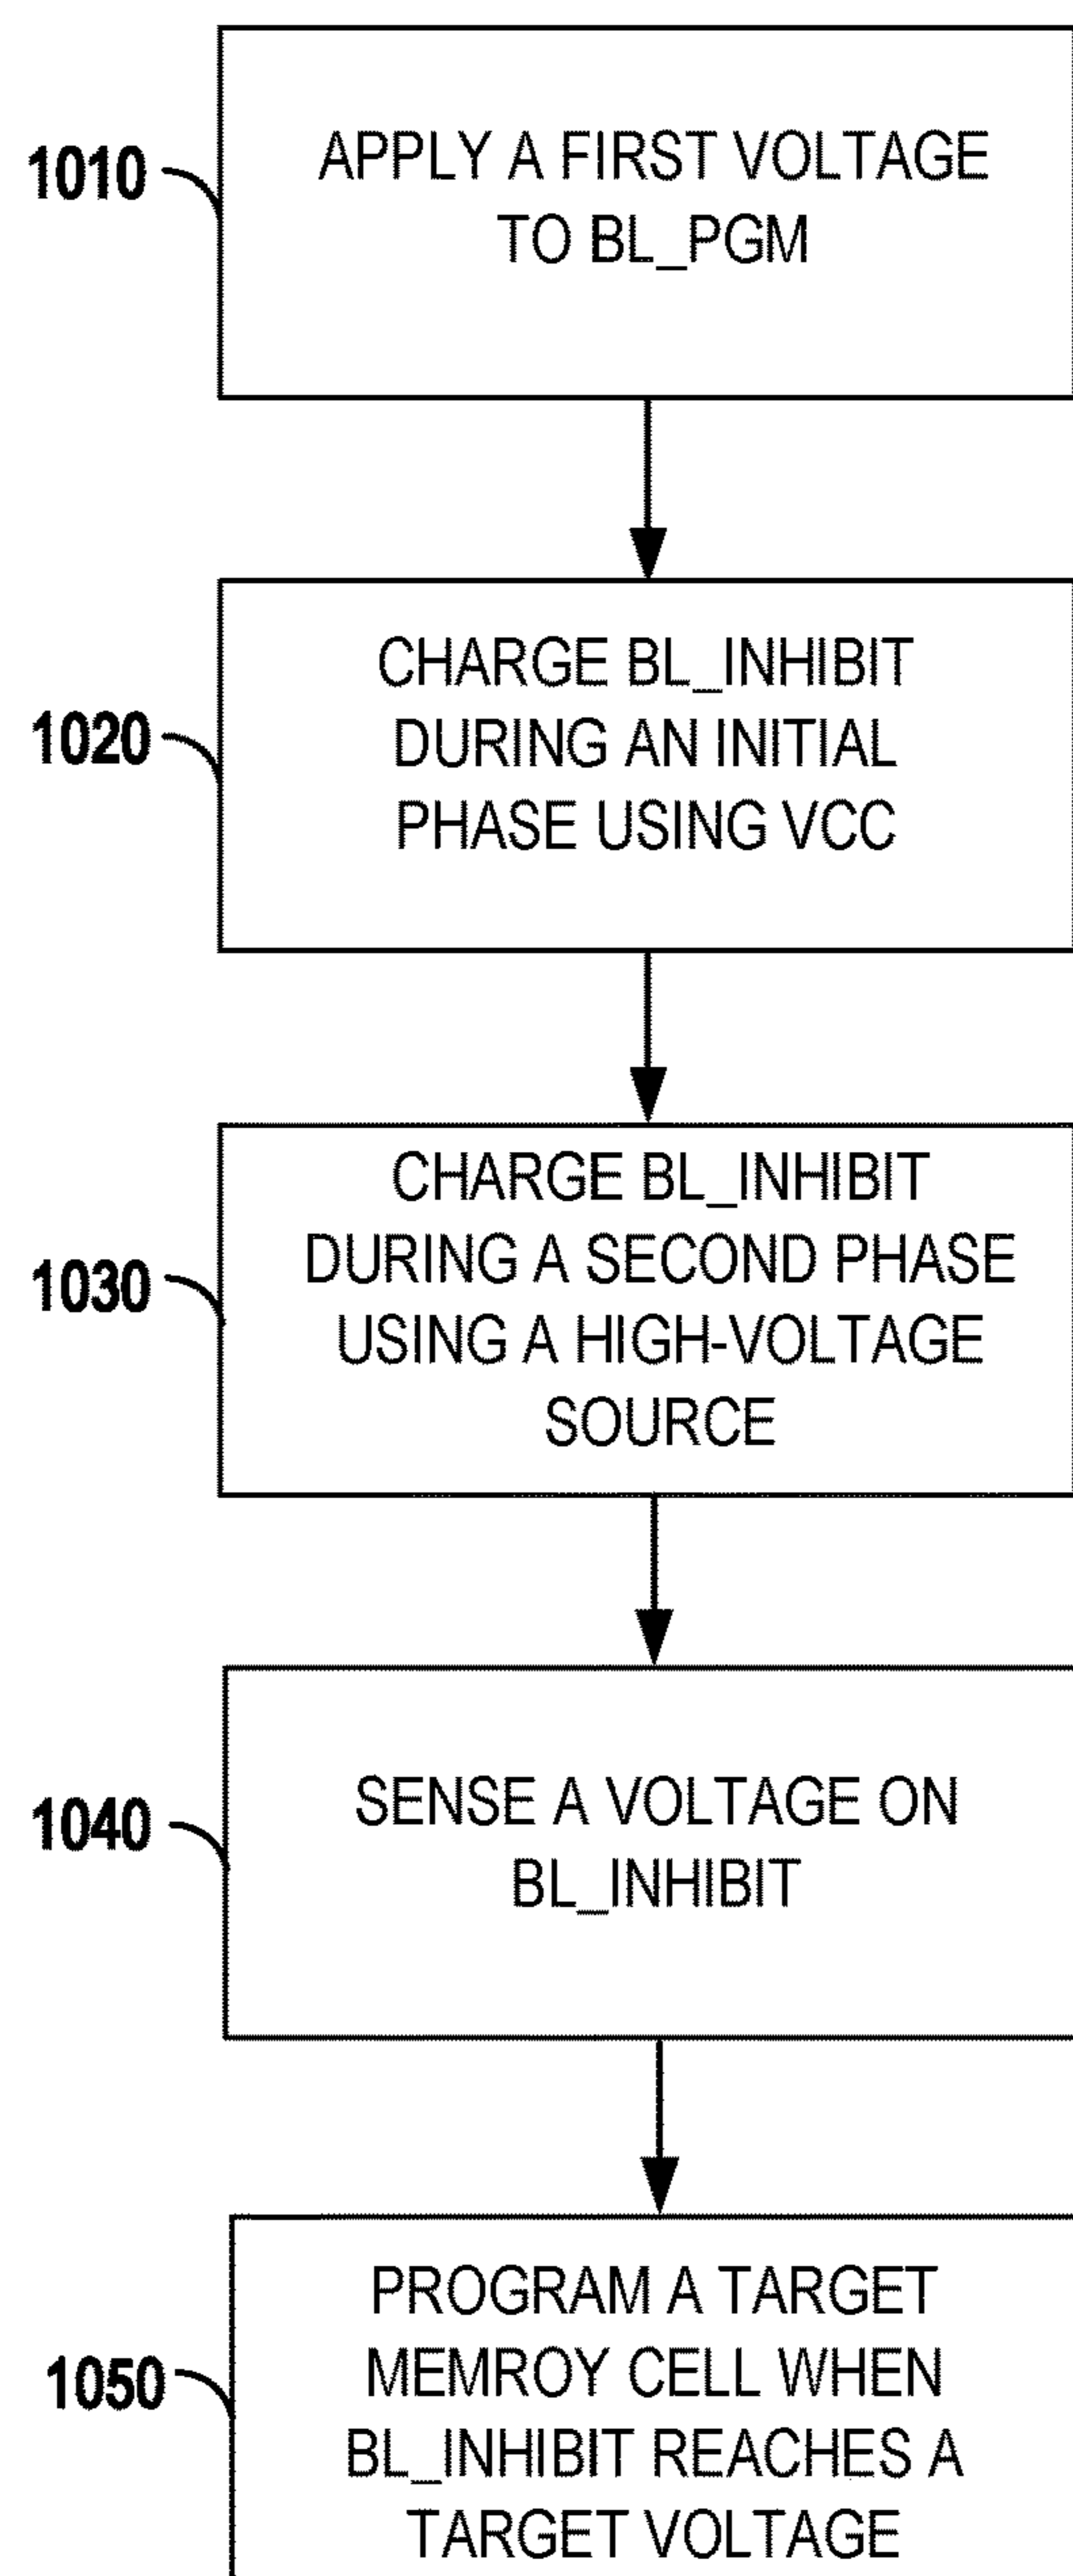 1010
APPLY A FIRST VOLTAGE
TO BL_PGM
1020
CHARGE BL_INHIBIT
DURING AN INITIAL
PHASE USING VCC
1030
CHARGE BL_INHIBIT
DURING A SECOND PHASE
USING A HIGH-VOLTAGE
SOURCE
1040
SENSE A VOLTAGE ON
BL_INHIBIT
1050
PROGRAM A TARGET
MEMROY CELL WHEN
BL_INHIBIT REACHES A
TARGET VOLTAGE